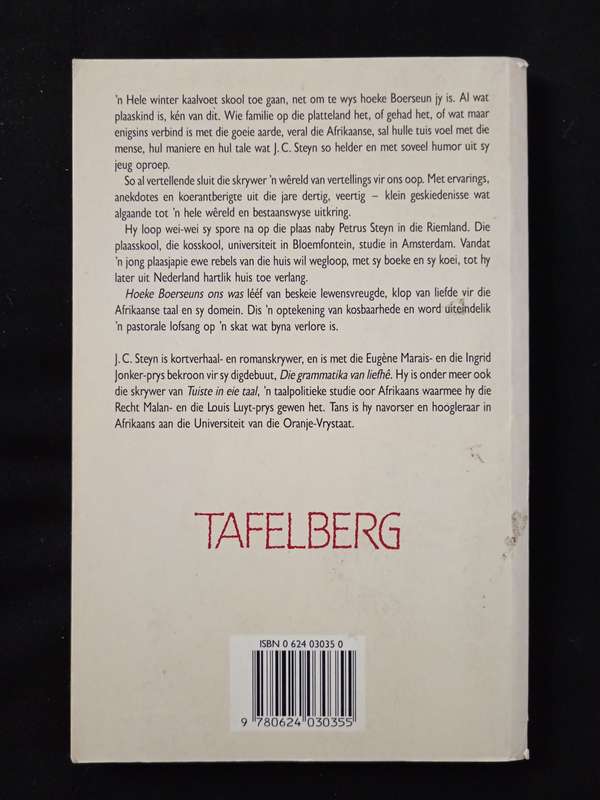 'n Hele winter kaalvoet skool toe gaan, net om te wys hoeke Boerseun jy is. Al wat
plaaskind is, kén van dit. Wie familie op die platteland het, of gehad het, of wat maar
enigsins verbind is met die goeie aarde, veral die Afrikaanse, sal hulle tuis voel met die
mense, hul maniere en hul tale wat J. C. Steyn so helder en met soveel humor uit sy
jeug oproep.
So al vertellende sluit die skrywer 'n wêreld van vertellings vir ons oop. Met ervarings,
anekdotes en koerantberigte uit die jare dertig, veertig – klein geskiedenisse wat
algaande tot 'n hele wêreld en bestaanswyse uitkring.
Hy loop wei-wei sy spore na op die plaas naby Petrus Steyn in die Riemland. Die
plaasskool, die kosskool, universiteit in Bloemfontein, studie in Amsterdam. Vandat
'n jong plaasjapie ewe rebels van die huis wil wegloop, met sy boeke en sy koei, tot hy
later uit Nederland hartlik huis toe verlang.
Hoeke Boerseuns ons was lééf van beskeie lewensvreugde, klop van liefde vir die
Afrikaanse taal en sy domein. Dis 'n optekening van kosbaarhede en word uiteindelik
'n pastorale lofsang op 'n skat wat byna verlore is.
J. C. Steyn is kortverhaal- en romanskrywer, en is met die Eugène Marais- en die Ingrid
Jonker-prys bekroon vir sy digdebuut, Die grammatika van liefhê. Hy is onder meer ook
die skrywer van Tuiste in eie taal, 'n taalpolitieke studie oor Afrikaans waarmee hy die
Recht Malan- en die Louis Luyt-prys gewen het. Tans is hy navorser en hoogleraar in
Afrikaans aan die Universiteit van die Oranje-Vrystaat.
TAFELBERG
ISBN 0 624 03035 0
9 780624 030355